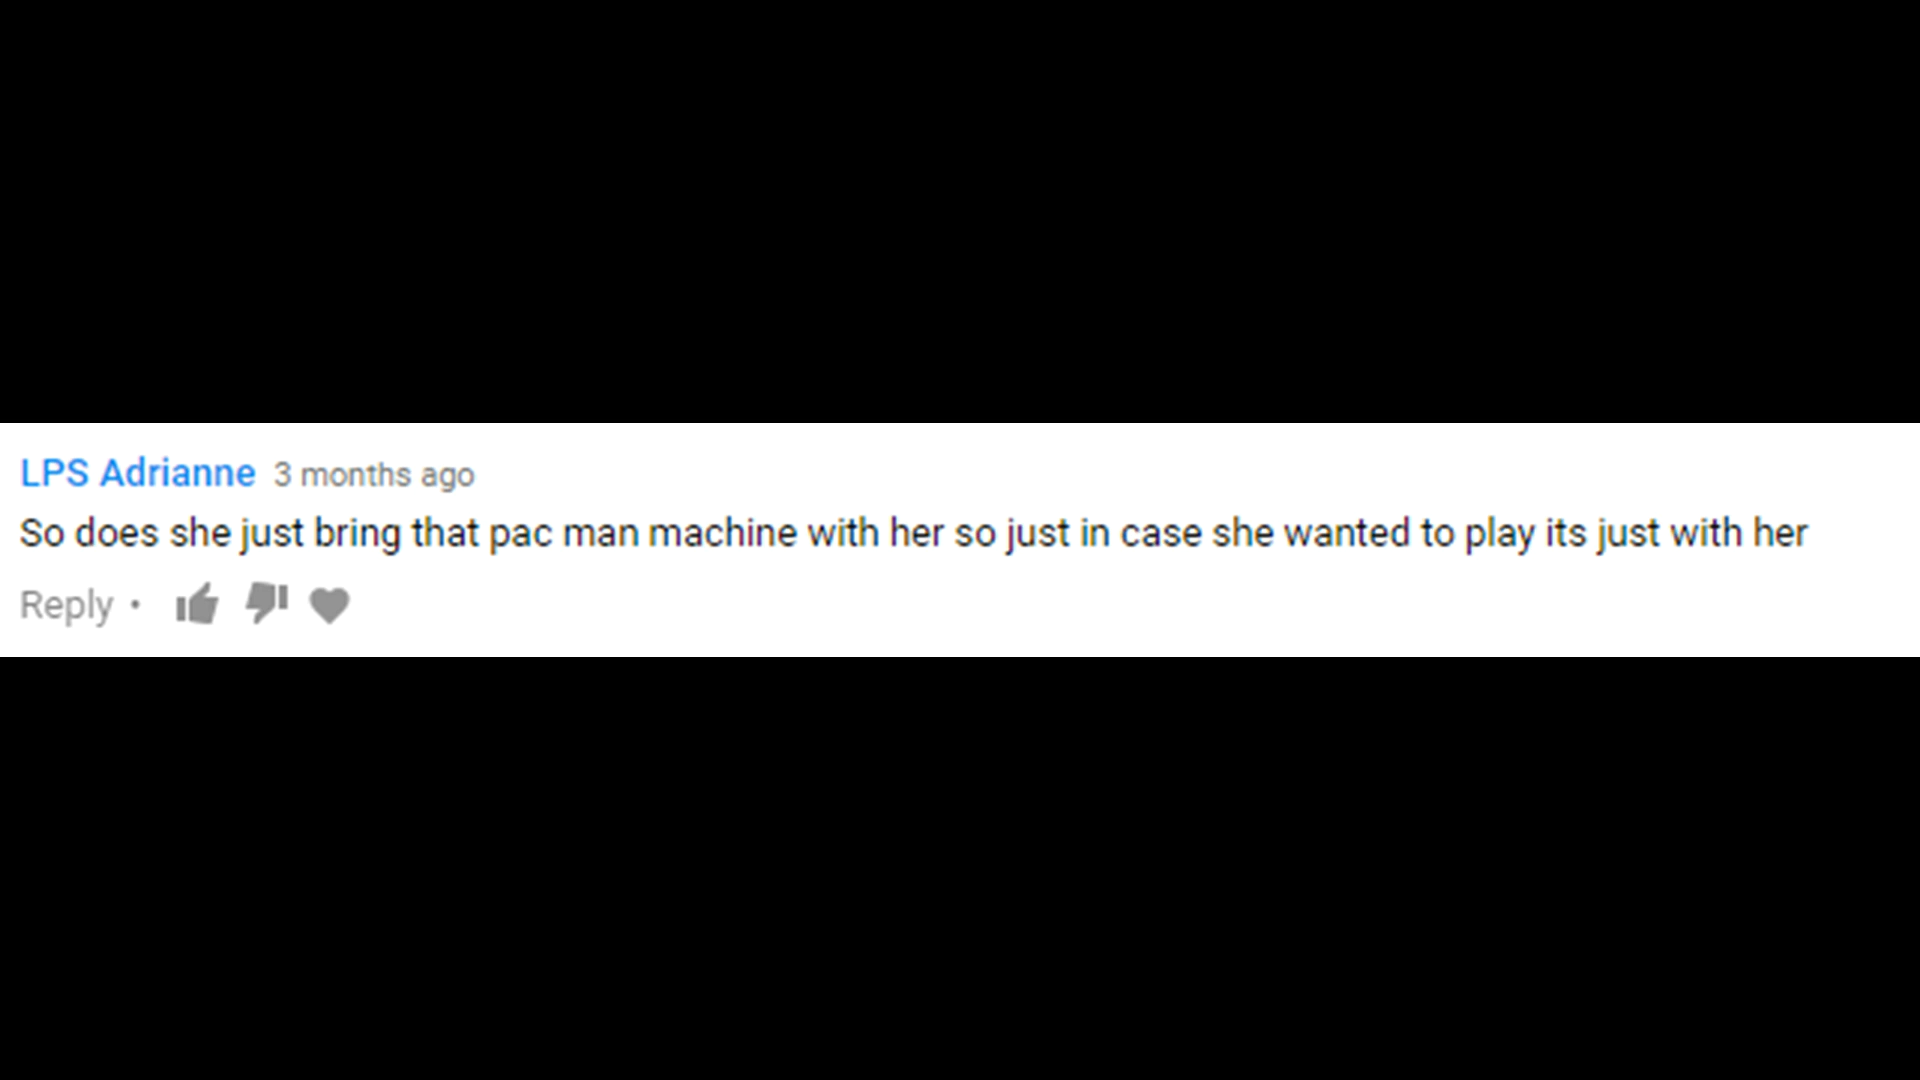 LPS Adrianne 3 months ago
So does she just bring that pac man machine with her so just in case she wanted to play its just with her
Reply •